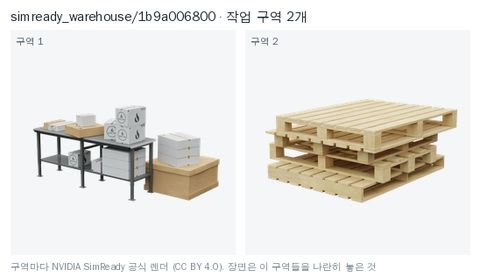 simready_warehouse/1b9a006800 · 작업 구역 2개
구역 1
구역 2
구역마다 NVIDIA SimReady 공식 렌더 (CC BY 4.0). 장면은 이 구역들을 나란히 놓은 것